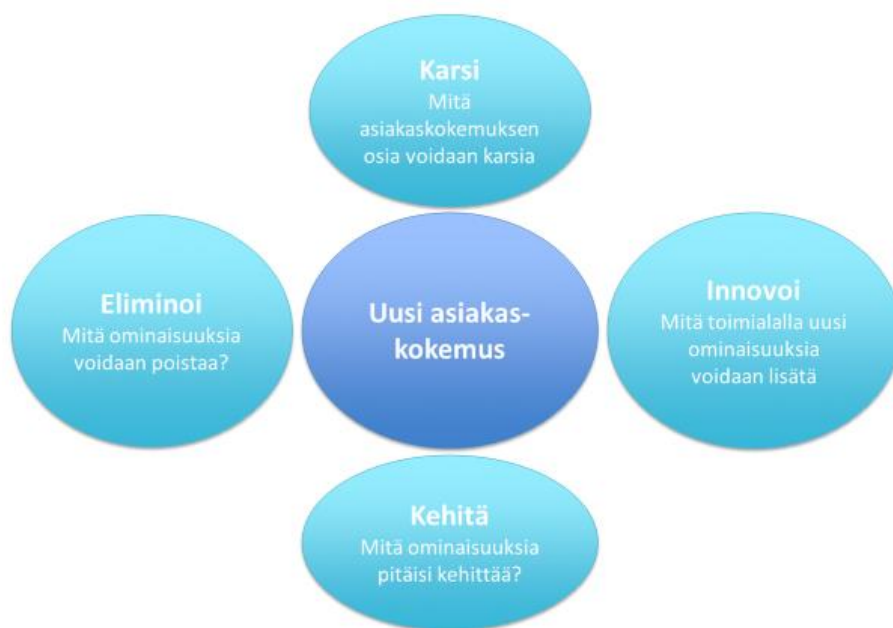 Karsi
Mitä
asiakaskokemuksen
osia voidaan karsia
Eliminoi
Mitä ominaisuuksia
voidaan poistaa?
Uusi asiakas-
kokemus
Innovoi
Mitä toimialalla uusi
ominaisuuksia
voidaan lisätä
Kehitä
Mitä ominaisuuksia
pitäisi kehittää?